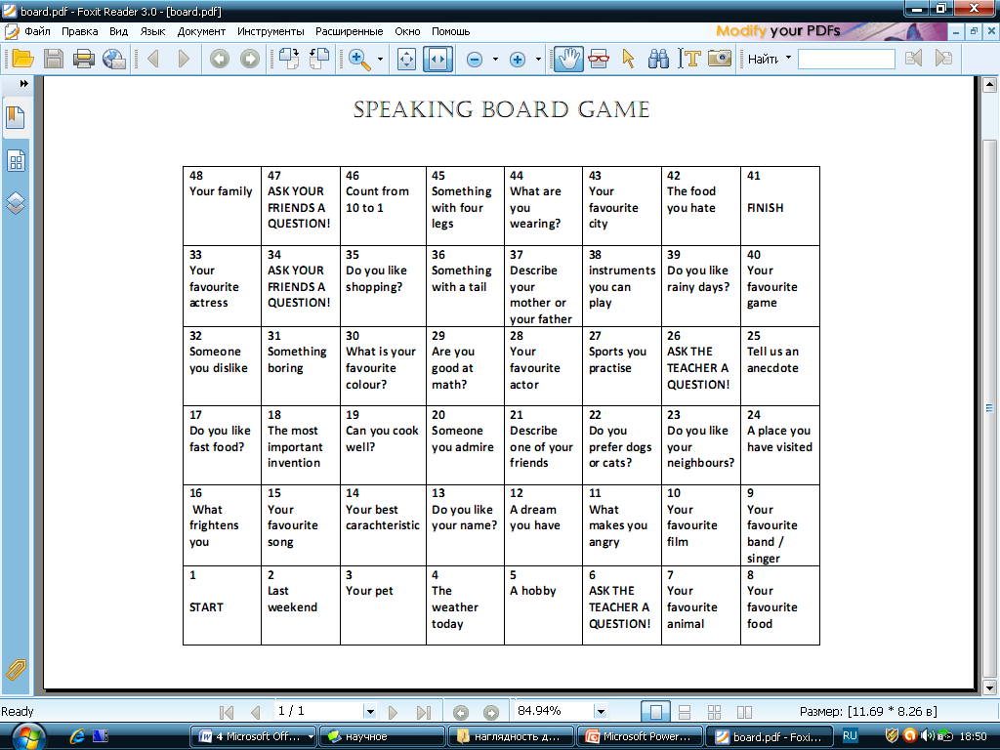 board.pdf - Foxit Reader 3.0 - [board.pdf]
Файл Правка Вид Язык Документ Инструменты Расширенные Окно Помощь
Modify your PDFs
Найти
SPEAKING BOARD GAME
48
Your family
47
ASK YOUR
FRIENDS A
QUESTION!
46
Count from
10 to 1
45
Something
with four
legs
44
What are
you
wearing?
43
Your
favourite
city
42
The food
you hate
41
FINISH
33
Your
favourite
actress
34
ASK YOUR
FRIENDS A
QUESTION!
35
Do you like
shopping?
36
Something
with a tail
37
Describe
your
mother or
your father
38
instruments
you can
play
39
Do you like
rainy days?
40
Your
favourite
game
32
Someone
you dislike
31
Something
boring
30
What is your
favourite
colour?
29
Are you
good at
math?
28
Your
favourite
actor
27
Sports you
practise
26
ASK THE
TEACHER A
QUESTION!
25
Tell us an
anecdote
17
Do you like
fast food?
18
The most
important
invention
19
Can you cook
well?
20
Someone
you admire
21
Describe
one of your
friends
22
Do you
prefer dogs
or cats?
23
Do you like
your
neighbours?
24
A place you
have visited
16
What
frightens
you
15
Your
favourite
song
14
Your best
carachteristic
13
Do you like
your name?
12
A dream
you have
11
What
makes you
angry
10
Your
favourite
film
9
Your
favourite
band /
singer
1
START
2
Last
weekend
3
Your pet
4
The
weather
today
5
A hobby
6
ASK THE
TEACHER A
QUESTION!
7
Your
favourite
animal
8
Your
favourite
food
Ready
1 / 1
84.94%
Размер: [11.69 * 8.26 в]
4 Microsoft Off...
научное
наглядность д...
Microsoft Power...
board.pdf - Foxi...
RU
18:50